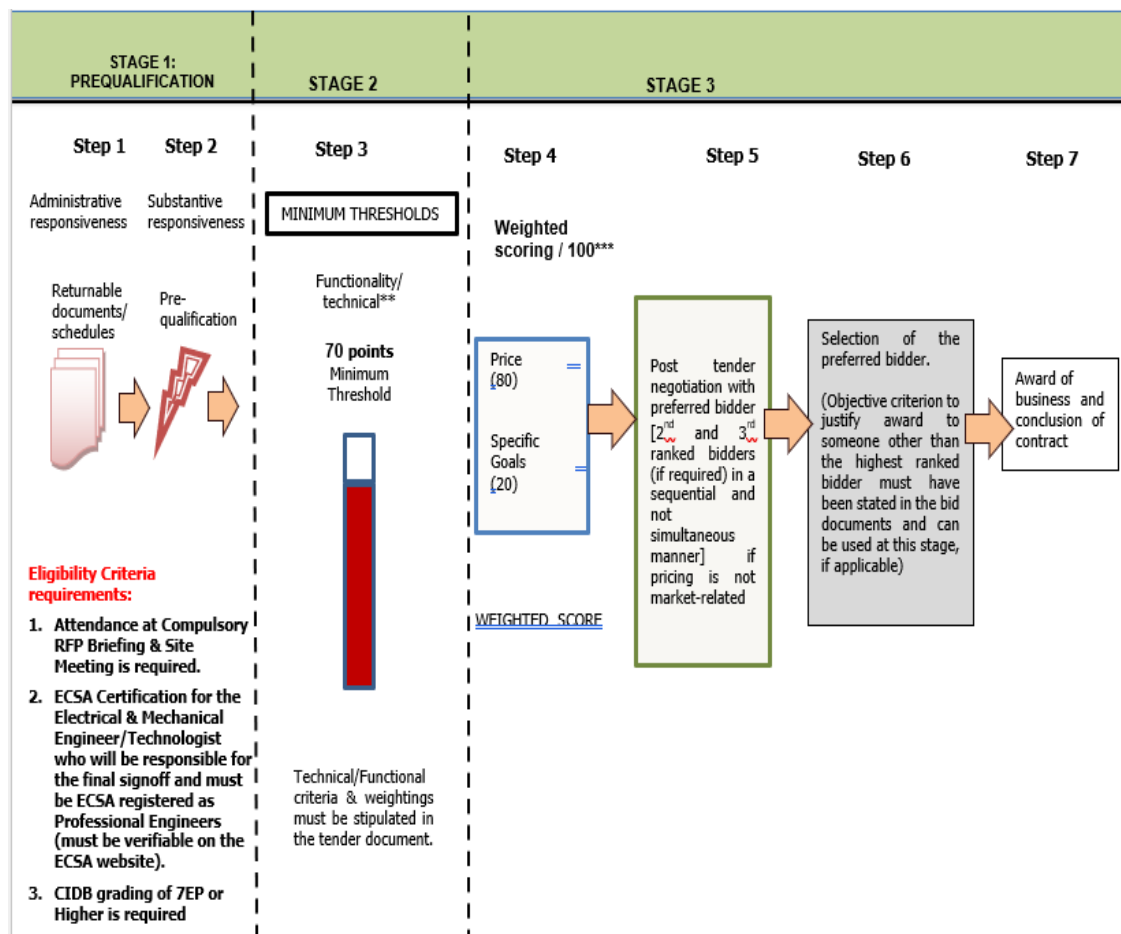 STAGE 1:
PREQUALIFICATION
STAGE 2
STAGE 3
Step 1
Step 2
Step 3
Step 4
Step 5
Step 6
Step 7
Administrative
responsiveness
Substantive
responsiveness
MINIMUM THRESHOLDS
Weighted
scoring / 100***
Returnable
documents/
schedules
Pre-
qualification
Functionality/
technical**
70 points
Minimum
Threshold
Price =
(80)
Specific
Goals =
(20)
WEIGHTED SCORE
Post tender
negotiation with
preferred bidder
[2nd and 3rd
ranked bidders
(if required) in a
sequential and
not
simultaneous
manner] if
pricing is not
market-related
Selection of the
preferred bidder.
(Objective criterion to
justify award to
someone other than
the highest ranked
bidder must have
been stated in the bid
documents and can
be used at this stage,
if applicable)
Award of
business and
conclusion of
contract
Eligibility Criteria
requirements:
1. Attendance at Compulsory
RFP Briefing & Site
Meeting is required.
2. ECSA Certification for the
Electrical & Mechanical
Engineer/Technologist
who will be responsible for
the final signoff and must
be ECSA registered as
Professional Engineers
(must be verifiable on the
ECSA website).
3. CIDB grading of 7EP or
Higher is required
Technical/Functional
criteria & weightings
must be stipulated in
the tender document.